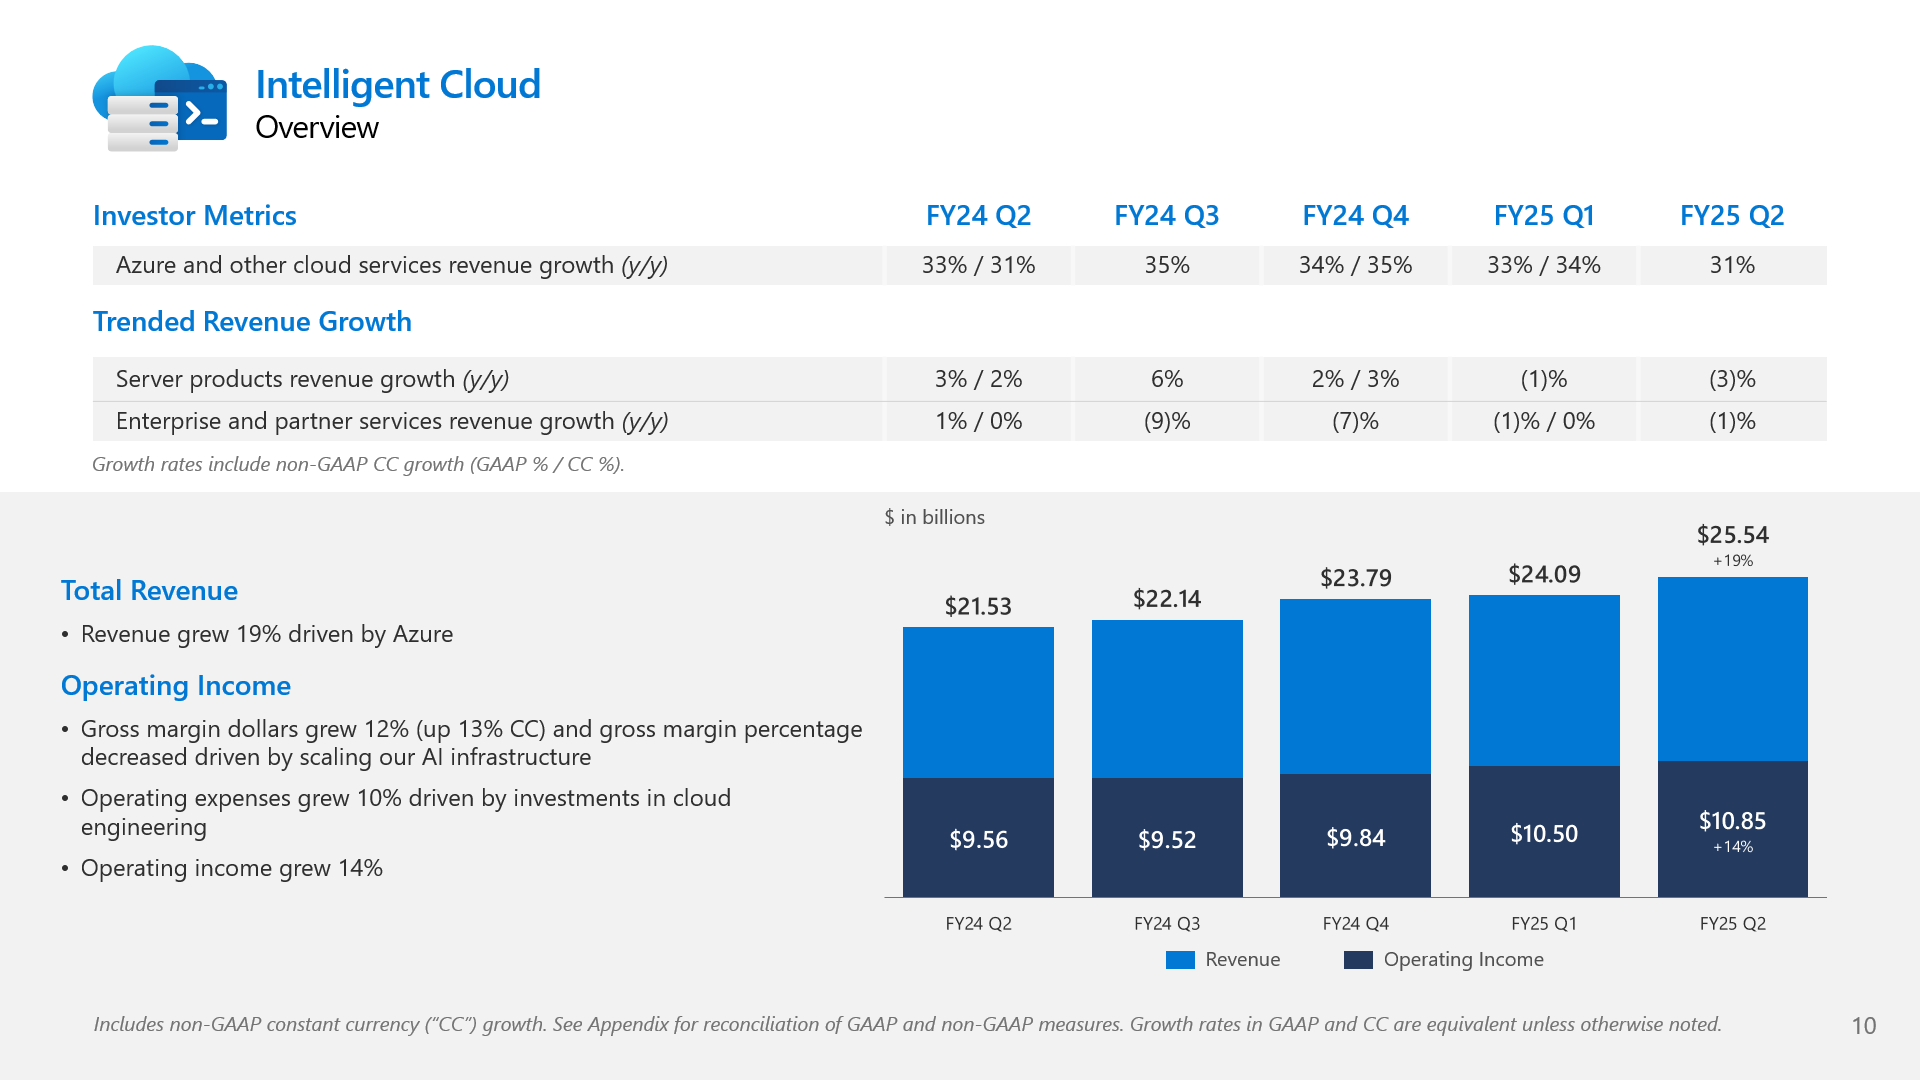 Intelligent Cloud
Overview
Investor Metrics FY24 Q2 FY24 Q3 FY24 Q4 FY25 Q1 FY25 Q2
Azure and other cloud services revenue growth (y/y) 33% / 31% 35% 34% / 35% 33% / 34% 31%
Trended Revenue Growth
Server products revenue growth (y/y) 3% / 2% 6% 2% / 3% (1)% (3)%
Enterprise and partner services revenue growth (y/y) 1% / 0% (9)% (7)% (1)% / 0% (1)%
Growth rates include non-GAAP CC growth (GAAP % / CC %).
Total Revenue
• Revenue grew 19% driven by Azure
Operating Income
• Gross margin dollars grew 12% (up 13% CC) and gross margin percentage
decreased driven by scaling our AI infrastructure
• Operating expenses grew 10% driven by investments in cloud
engineering
• Operating income grew 14%
$ in billions
$21.53 $22.14 $23.79 $24.09 $25.54
+19%
$9.56 $9.52 $9.84 $10.50 $10.85
+14%
FY24 Q2 FY24 Q3 FY24 Q4 FY25 Q1 FY25 Q2
Revenue Operating Income
Includes non-GAAP constant currency (“CC”) growth. See Appendix for reconciliation of GAAP and non-GAAP measures. Growth rates in GAAP and CC are equivalent unless otherwise noted.
10